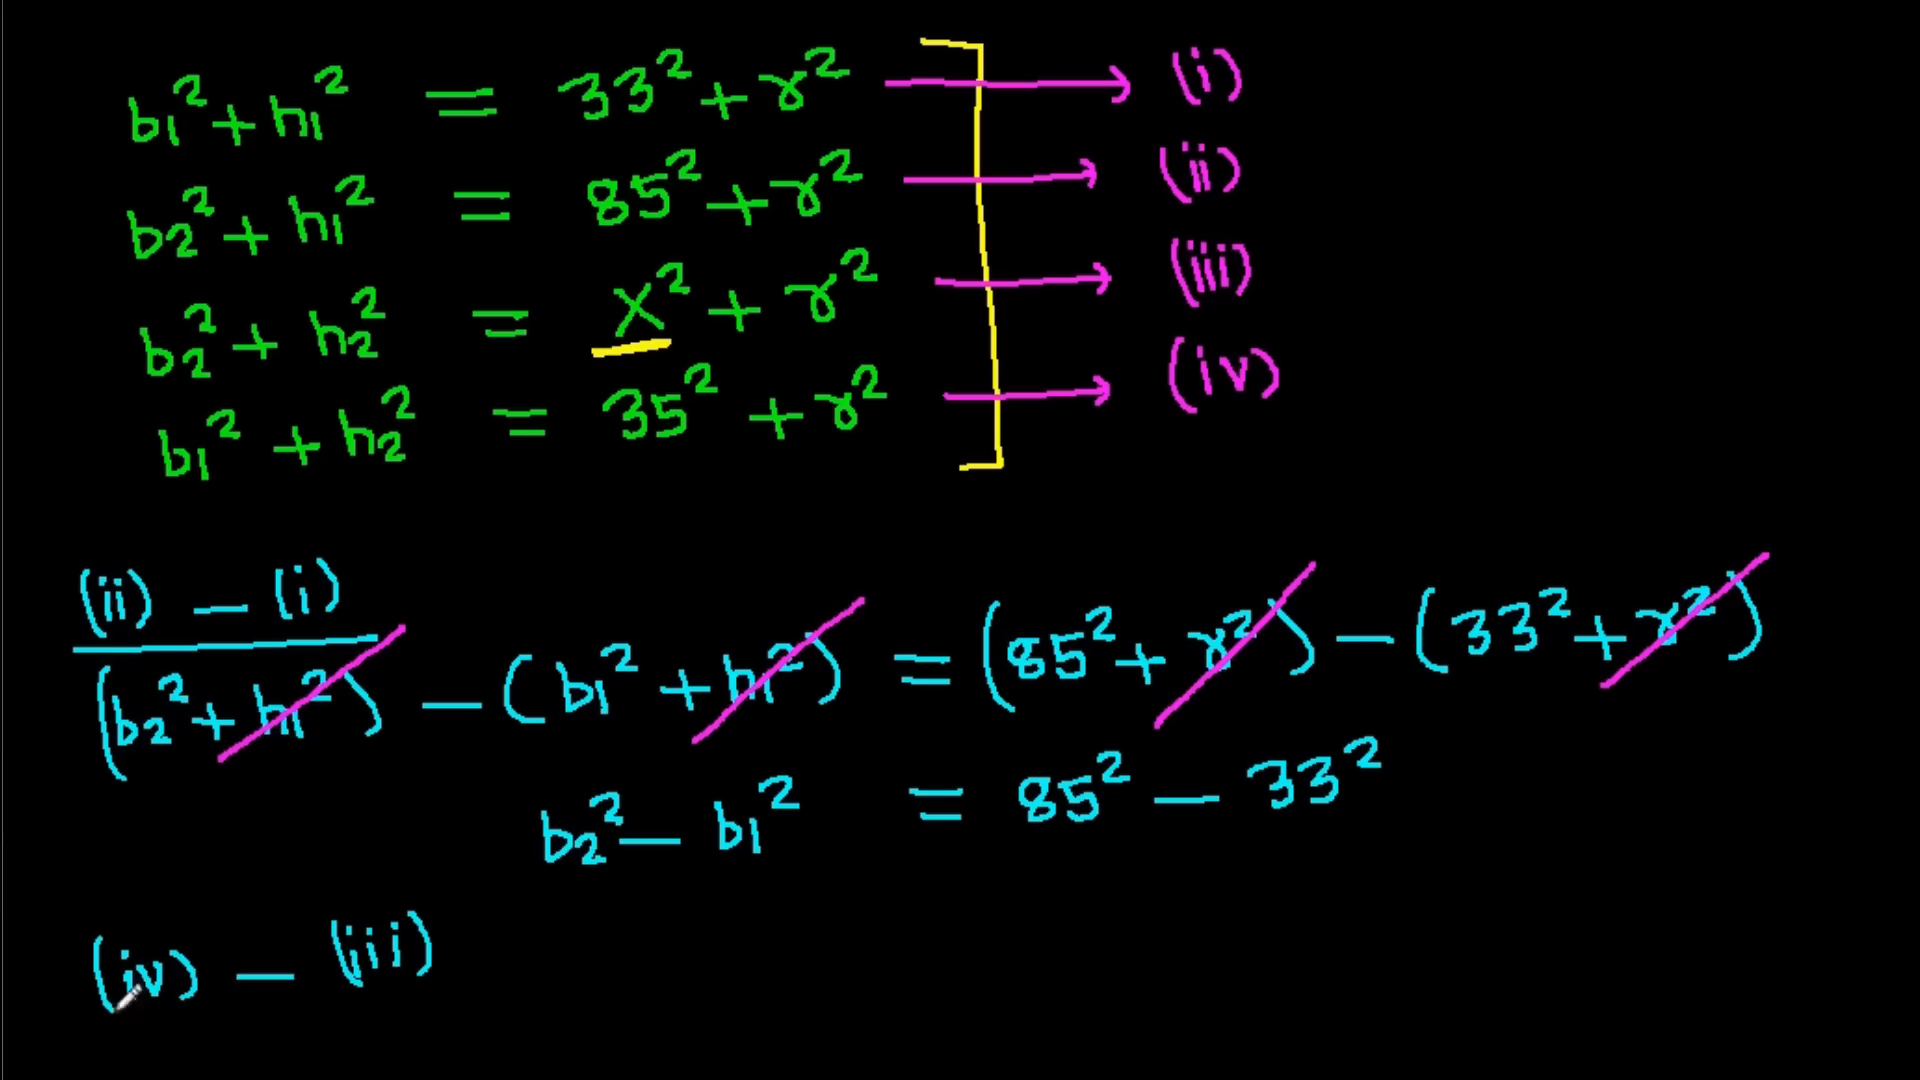 b₁² + h₁² = 33² + r² → (i)
b₂² + h₁² = 85² + r² → (ii)
b₂² + h₂² = x² + r² → (iii)
b₁² + h₂² = 35² + r² → (iv)
(ii) − (i)
(b₂² + h₁²) − (b₁² + h₁²) = (85² + r²) − (33² + r²)
b₂² − b₁² = 85² − 33²
(iv) − (iii)